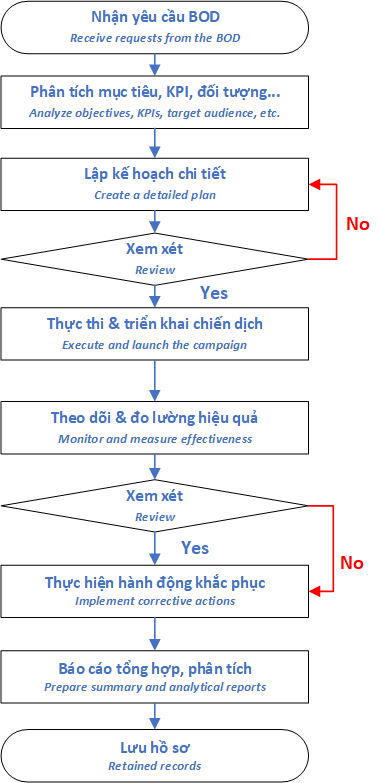 Nhận yêu cầu BOD
Receive requests from the BOD
Phân tích mục tiêu, KPI, đối tượng...
Analyze objectives, KPIs, target audience, etc.
Lập kế hoạch chi tiết
Create a detailed plan
No
Xem xét
Review
Yes
Thực thi & triển khai chiến dịch
Execute and launch the campaign
Theo dõi & đo lường hiệu quả
Monitor and measure effectiveness
Xem xét
Review
Yes
No
Thực hiện hành động khắc phục
Implement corrective actions
Báo cáo tổng hợp, phân tích
Prepare summary and analytical reports
Lưu hồ sơ
Retained records